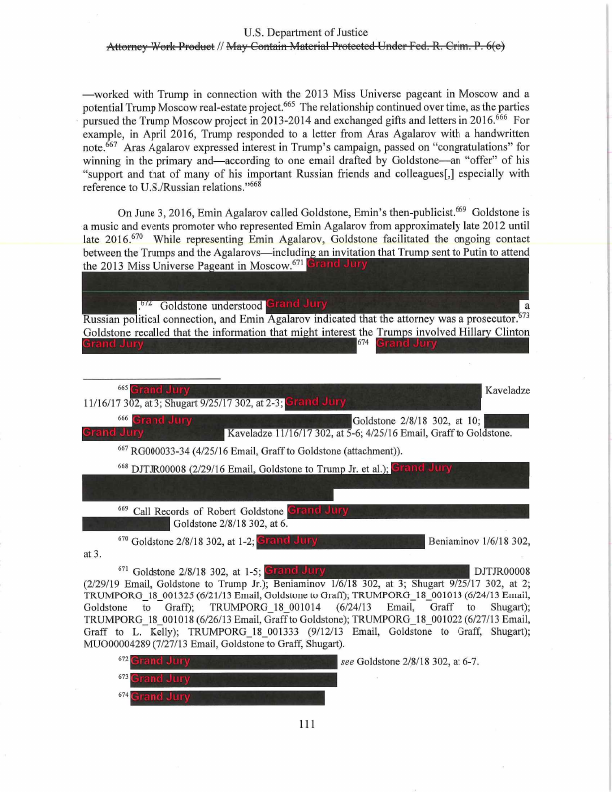 U.S. Department of Justice
Attorney Work Product // May Contain Material Protected Under Fed. R. Crim. P. 6(e)
—worked with Trump in connection with the 2013 Miss Universe pageant in Moscow and a
potential Trump Moscow real-estate project.665 The relationship continued over time, as the parties
pursued the Trump Moscow project in 2013-2014 and exchanged gifts and letters in 2016.666 For
example, in April 2016, Trump responded to a letter from Aras Agalarov with a handwritten
note.667 Aras Agalarov expressed interest in Trump's campaign, passed on "congratulations" for
winning in the primary and—according to one email drafted by Goldstone—an "offer" of his
"support and that of many of his important Russian friends and colleagues[,] especially with
reference to U.S./Russian relations."668
On June 3, 2016, Emin Agalarov called Goldstone, Emin's then-publicist.669 Goldstone is
a music and events promoter who represented Emin Agalarov from approximately late 2012 until
late 2016.670 While representing Emin Agalarov, Goldstone facilitated the ongoing contact
between the Trumps and the Agalarovs—including an invitation that Trump sent to Putin to attend
the 2013 Miss Universe Pageant in Moscow.671 Grand Jury
.672 Goldstone understood Grand Jury a
Russian political connection, and Emin Agalarov indicated that the attorney was a prosecutor.673
Goldstone recalled that the information that might interest the Trumps involved Hillary Clinton
Grand Jury 674 Grand Jury
665 Grand Jury Kaveladze
11/16/17 302, at 3; Shugart 9/25/17 302, at 2-3; Grand Jury
666 Grand Jury Goldstone 2/8/18 302, at 10;
Grand Jury Kaveladze 11/16/17 302, at 5-6; 4/25/16 Email, Graff to Goldstone.
667 RG000033-34 (4/25/16 Email, Graff to Goldstone (attachment)).
668 DJTJR00008 (2/29/16 Email, Goldstone to Trump Jr. et al.); Grand Jury
669 Call Records of Robert Goldstone Grand Jury
Goldstone 2/8/18 302, at 6.
670 Goldstone 2/8/18 302, at 1-2; Grand Jury Beniaminov 1/6/18 302,
at 3.
671 Goldstone 2/8/18 302, at 1-5; Grand Jury DJTJR00008
(2/29/19 Email, Goldstone to Trump Jr.); Beniaminov 1/6/18 302, at 3; Shugart 9/25/17 302, at 2;
TRUMPORG_18_001325 (6/21/13 Email, Goldstone to Graff); TRUMPORG_18_001013 (6/24/13 Email,
Goldstone to Graff); TRUMPORG_18_001014 (6/24/13 Email, Graff to Shugart);
TRUMPORG_18_001018 (6/26/13 Email, Graff to Goldstone); TRUMPORG_18_001022 (6/27/13 Email,
Graff to L. Kelly); TRUMPORG_18_001333 (9/12/13 Email, Goldstone to Graff, Shugart);
MUO00004289 (7/27/13 Email, Goldstone to Graff, Shugart).
672 Grand Jury see Goldstone 2/8/18 302, at 6-7.
673 Grand Jury
674 Grand Jury
111